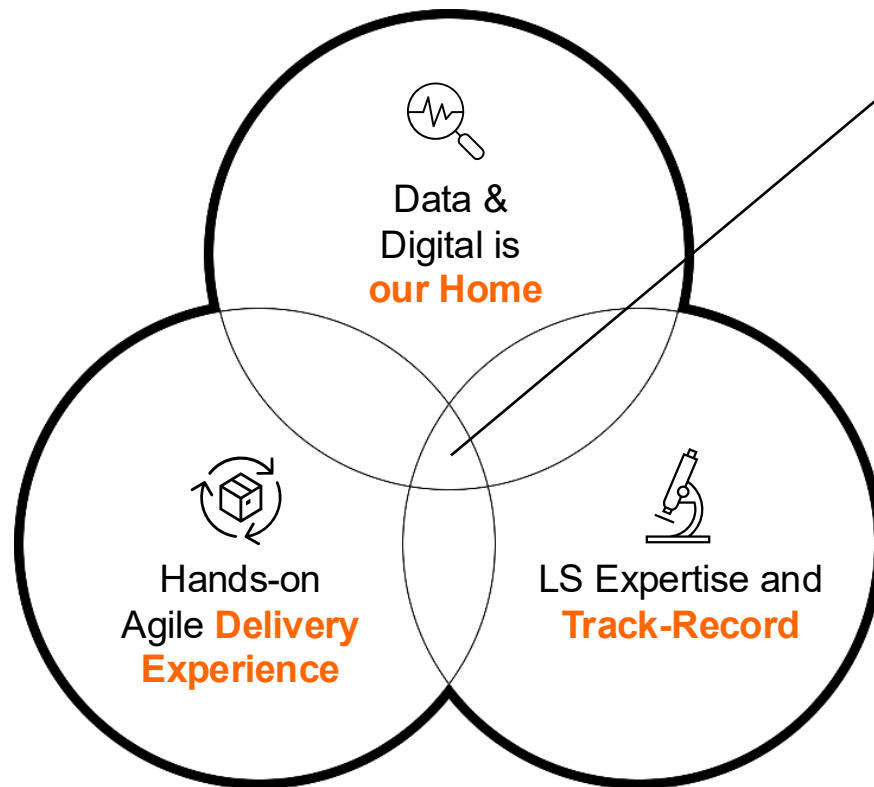 Data &
Digital is
our Home
Hands-on
Agile Delivery
Experience
LS Expertise and
Track-Record